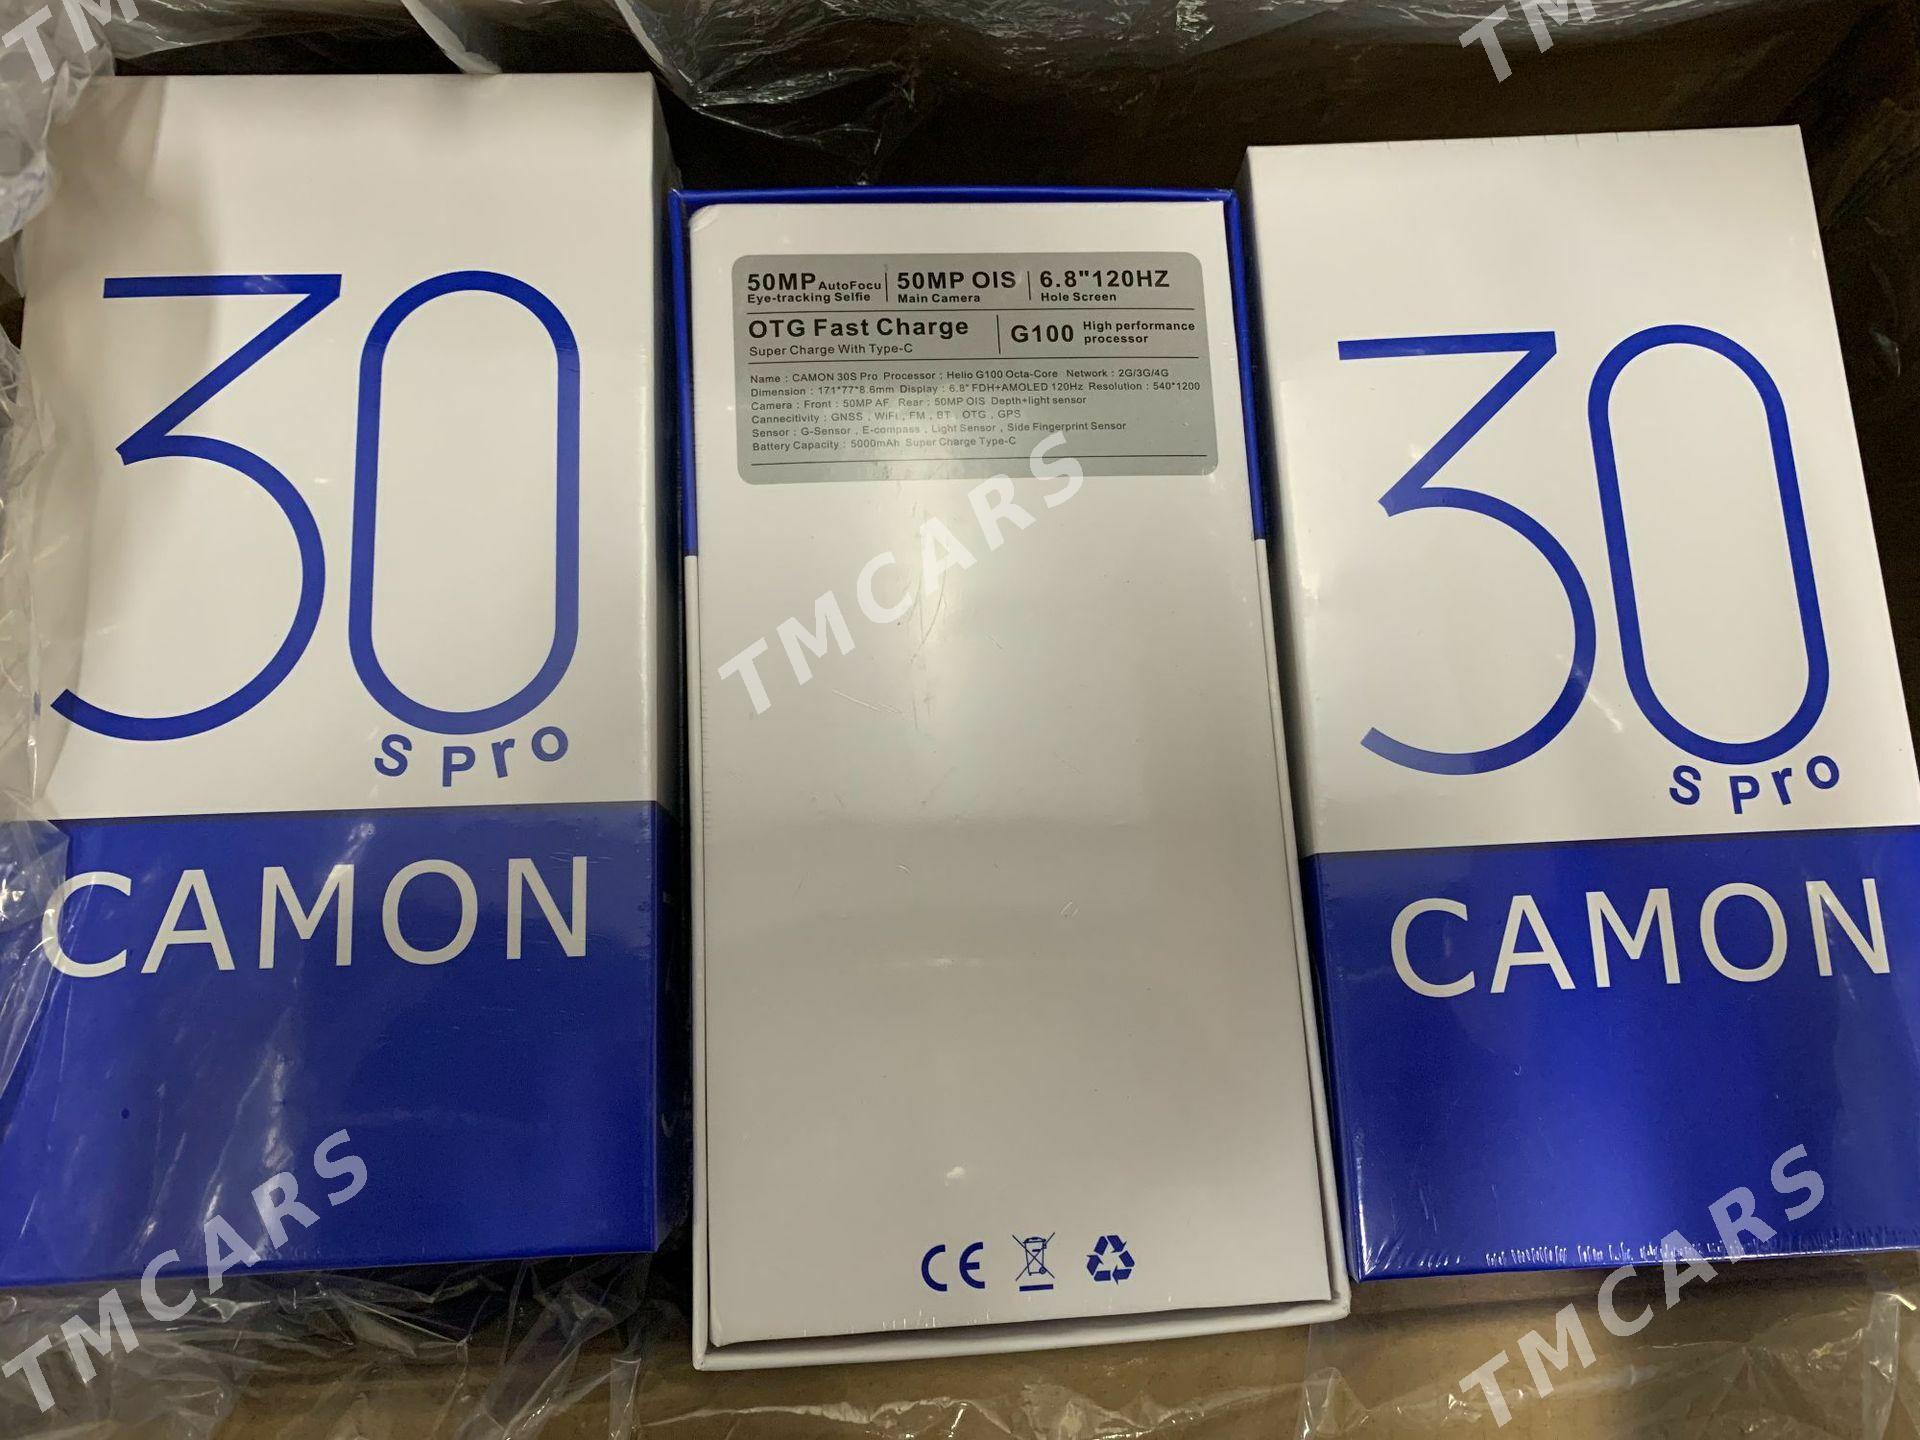 30
S Pro
CAMON
50MP AutoFocu
Eye-tracking Selfie
50MP OIS
Main Camera
6.8"120HZ
Hole Screen
OTG Fast Charge
Super Charge With Type-C
G100 High performance
processor
Name : CAMON 30S Pro Processor : Helio G100 Octa-Core Network : 2G/3G/4G
Dimension : 171*77*8.6mm Display : 6.8" FDH+AMOLED 120Hz Resolution : 540*1200
Camera : Front : 50MP AF Rear : 50MP OIS Depth+light sensor
Cannecitivity : GNSS , WiFi , FM , BT , OTG , GPS
Sensor : G-Sensor , E-compass , Light Sensor , Side Fingerprint Sensor
Battery Capacity : 5000mAh Super Charge Type-C
CE
30
S Pro
CAMON
TM
TM
TMCARS
TMCARS
TMCARS